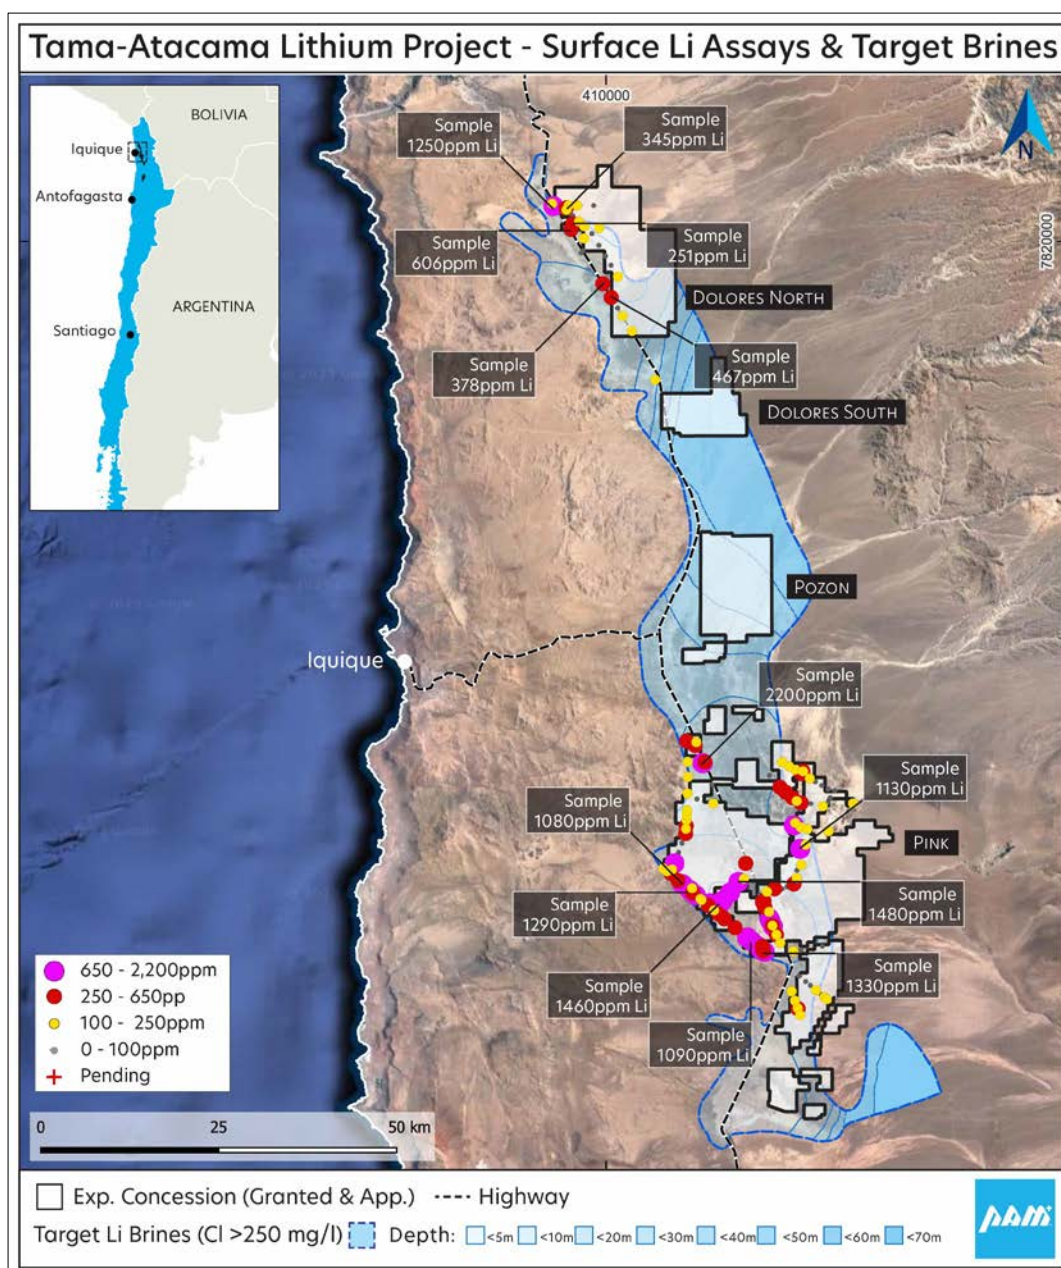 Tama-Atacama Lithium Project - Surface Li Assays & Target Brines
BOLIVIA
Iquique
Antofagasta
ARGENTINA
Santiago
410000
7820000
N
Sample
1250ppm Li
Sample
345ppm Li
Sample
606ppm Li
Sample
251ppm Li
DOLORES NORTH
Sample
378ppm Li
Sample
467ppm Li
DOLORES SOUTH
POZON
Iquique
Sample
2200ppm Li
Sample
1130ppm Li
Sample
1080ppm Li
PINK
Sample
1290ppm Li
Sample
1480ppm Li
Sample
1460ppm Li
Sample
1330ppm Li
Sample
1090ppm Li
650 - 2,200ppm
250 - 650pp
100 - 250ppm
0 - 100ppm
Pending
0 25 50 km
Exp. Concession (Granted & App.) Highway
Target Li Brines (Cl >250 mg/l) Depth: <5m <10m <20m <30m <40m <50m <60m <70m
PAM